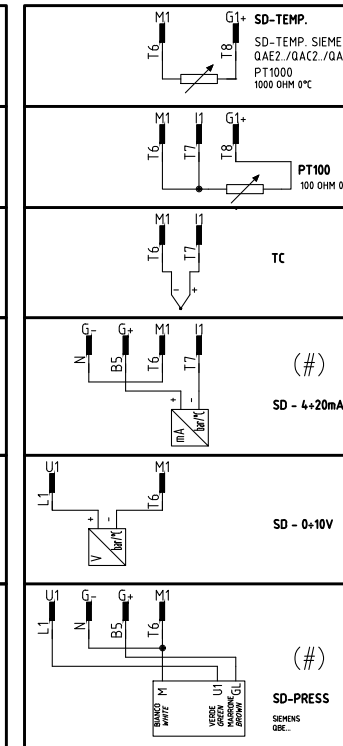 M1 G1+ SD-TEMP.
SD-TEMP. SIEME
QAE2../QAC2../QA
PT1000
1000 OHM 0°C
T6 T8
M1 I1 G1+
T6 T7 T8
PT100
100 OHM 0
M1 I1
T6 T7
TC
- +
G- G+ M1 I1
N B5 T6 T7
(#)
+ -
mA bar/°C
SD - 4÷20mA
U1 M1
L1 T6
+ -
V bar/°C
SD - 0÷10V
U1 G- G+ M1
L1 N B5 T6
(#)
M U1 GL
BIANCO
WHITE
VERDE
GREEN
MARRONE
BROWN
SD-PRESS
SIEMENS
QBE...